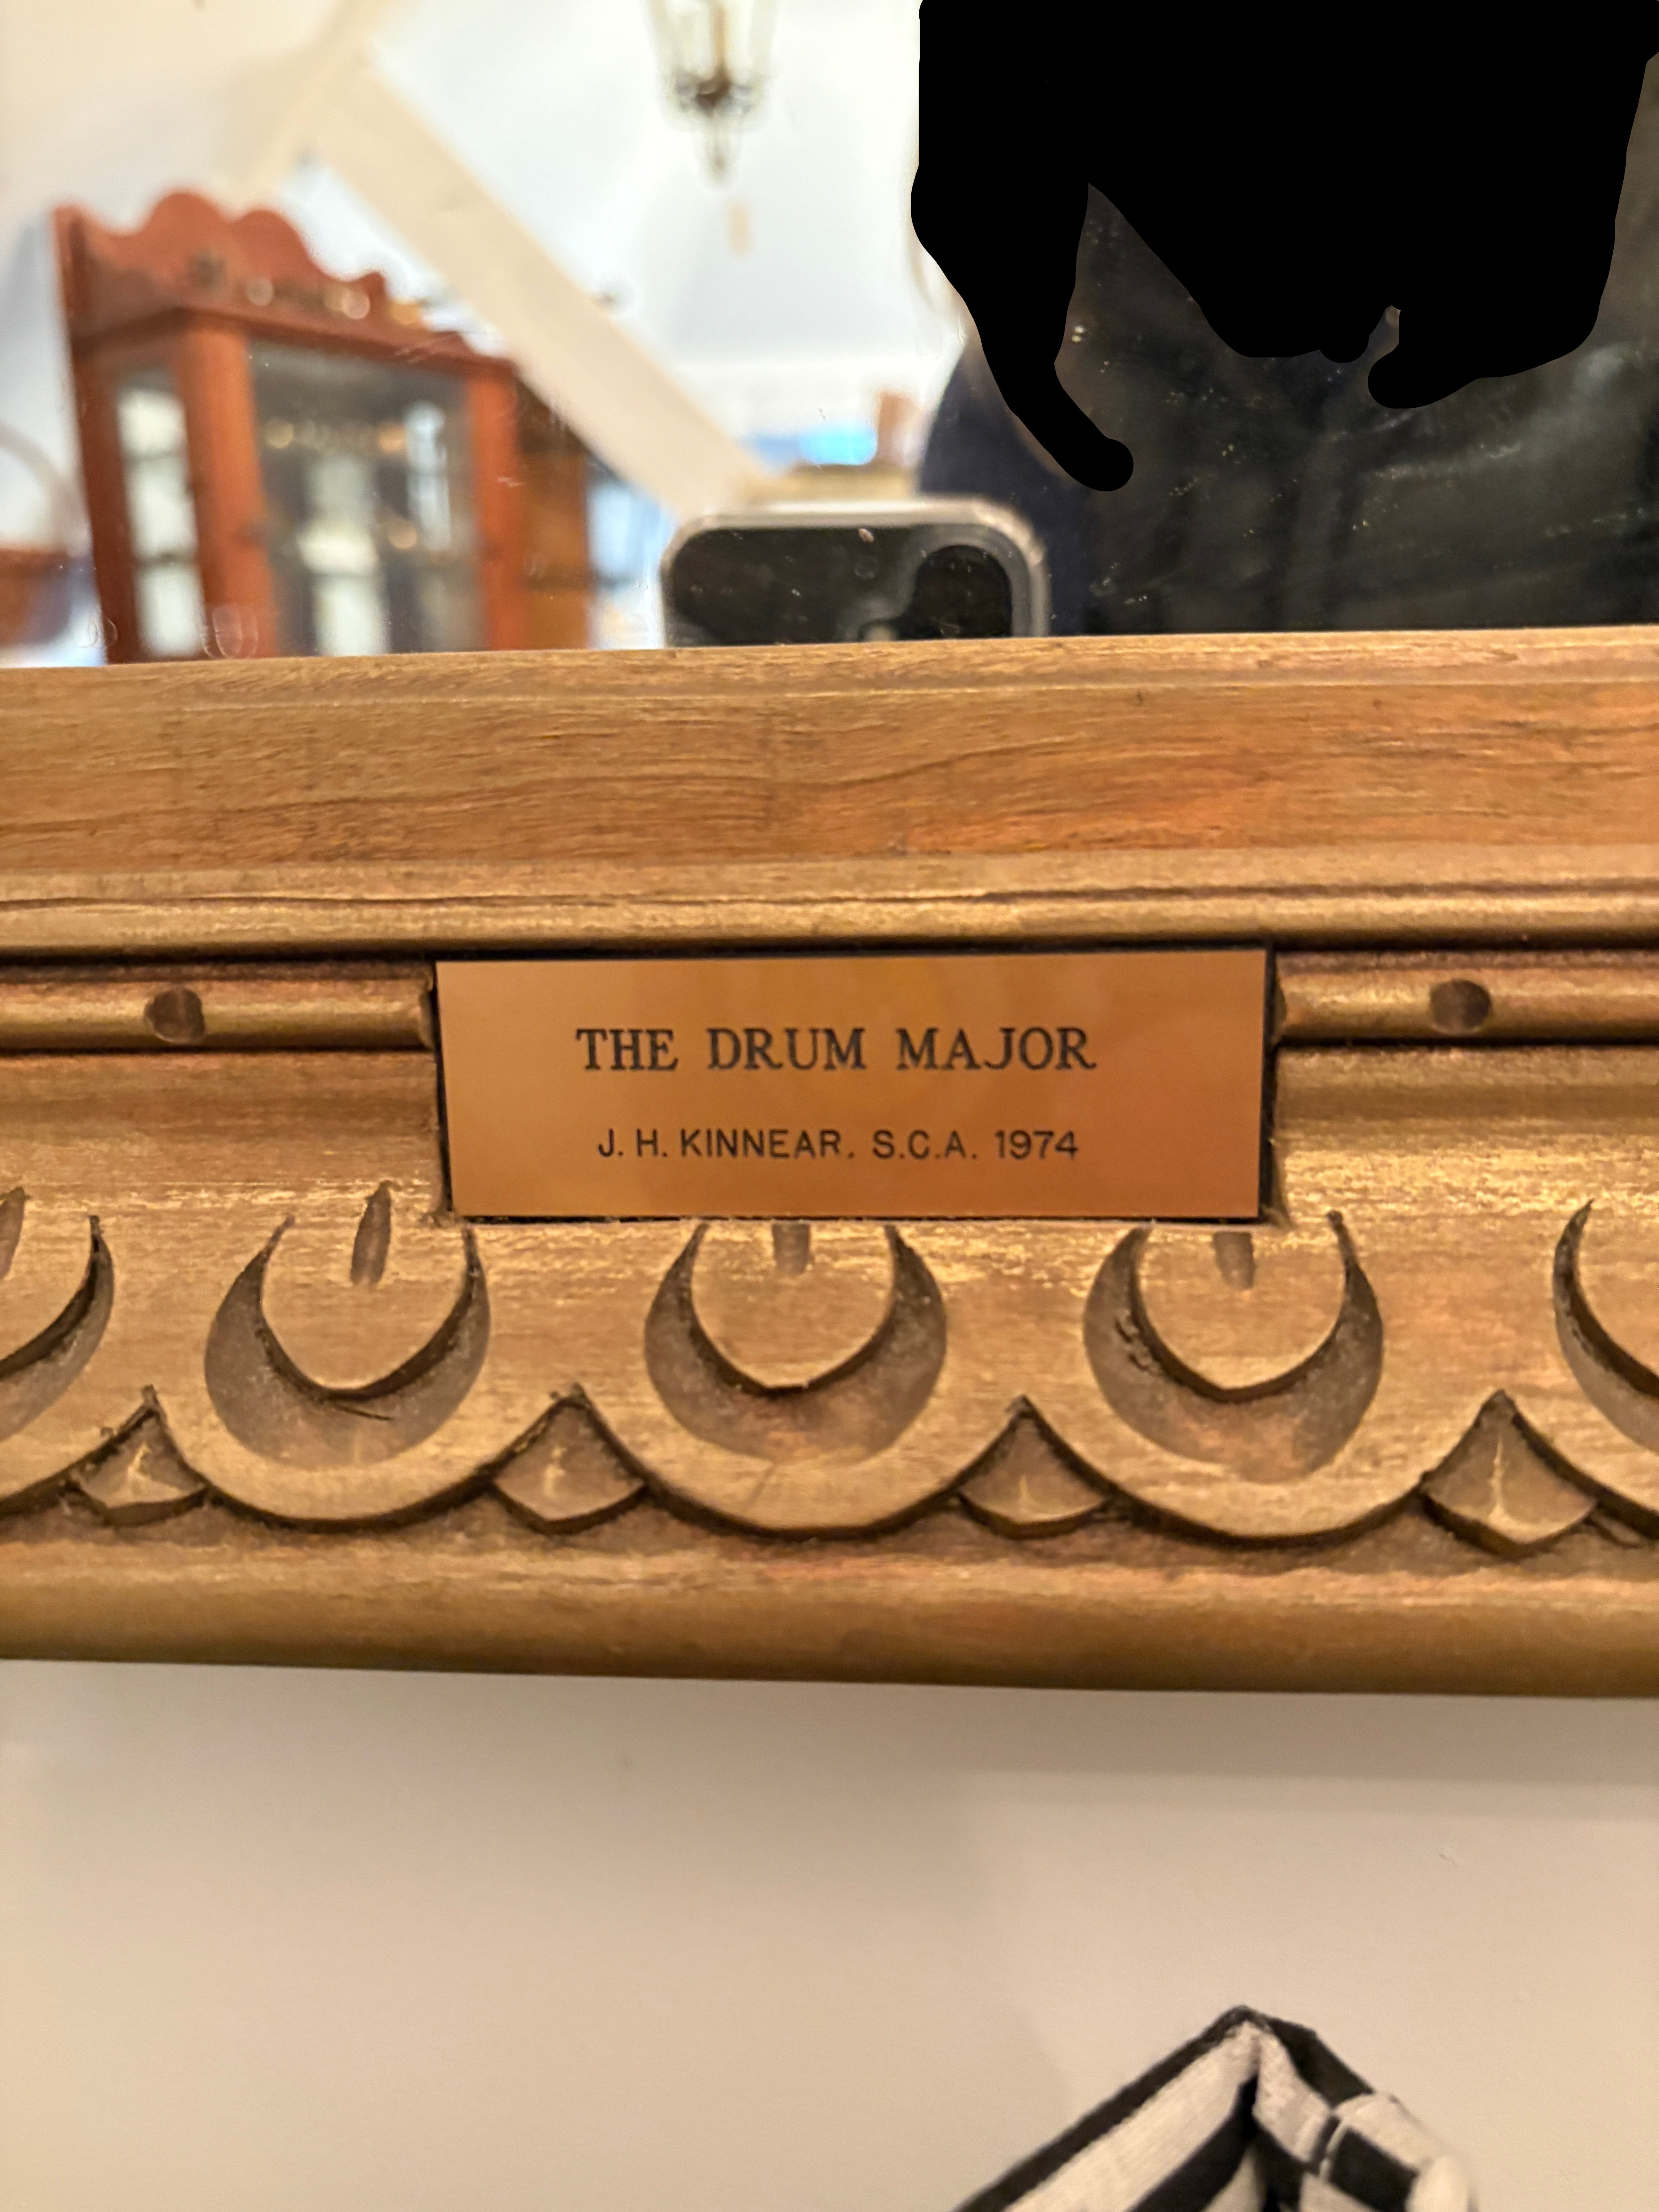 THE DRUM MAJOR
J. H. KINNEAR. S.C.A. 1974